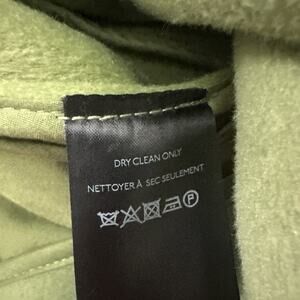 DRY CLEAN ONLY
NETTOYER À SEC SEULEMENT
P